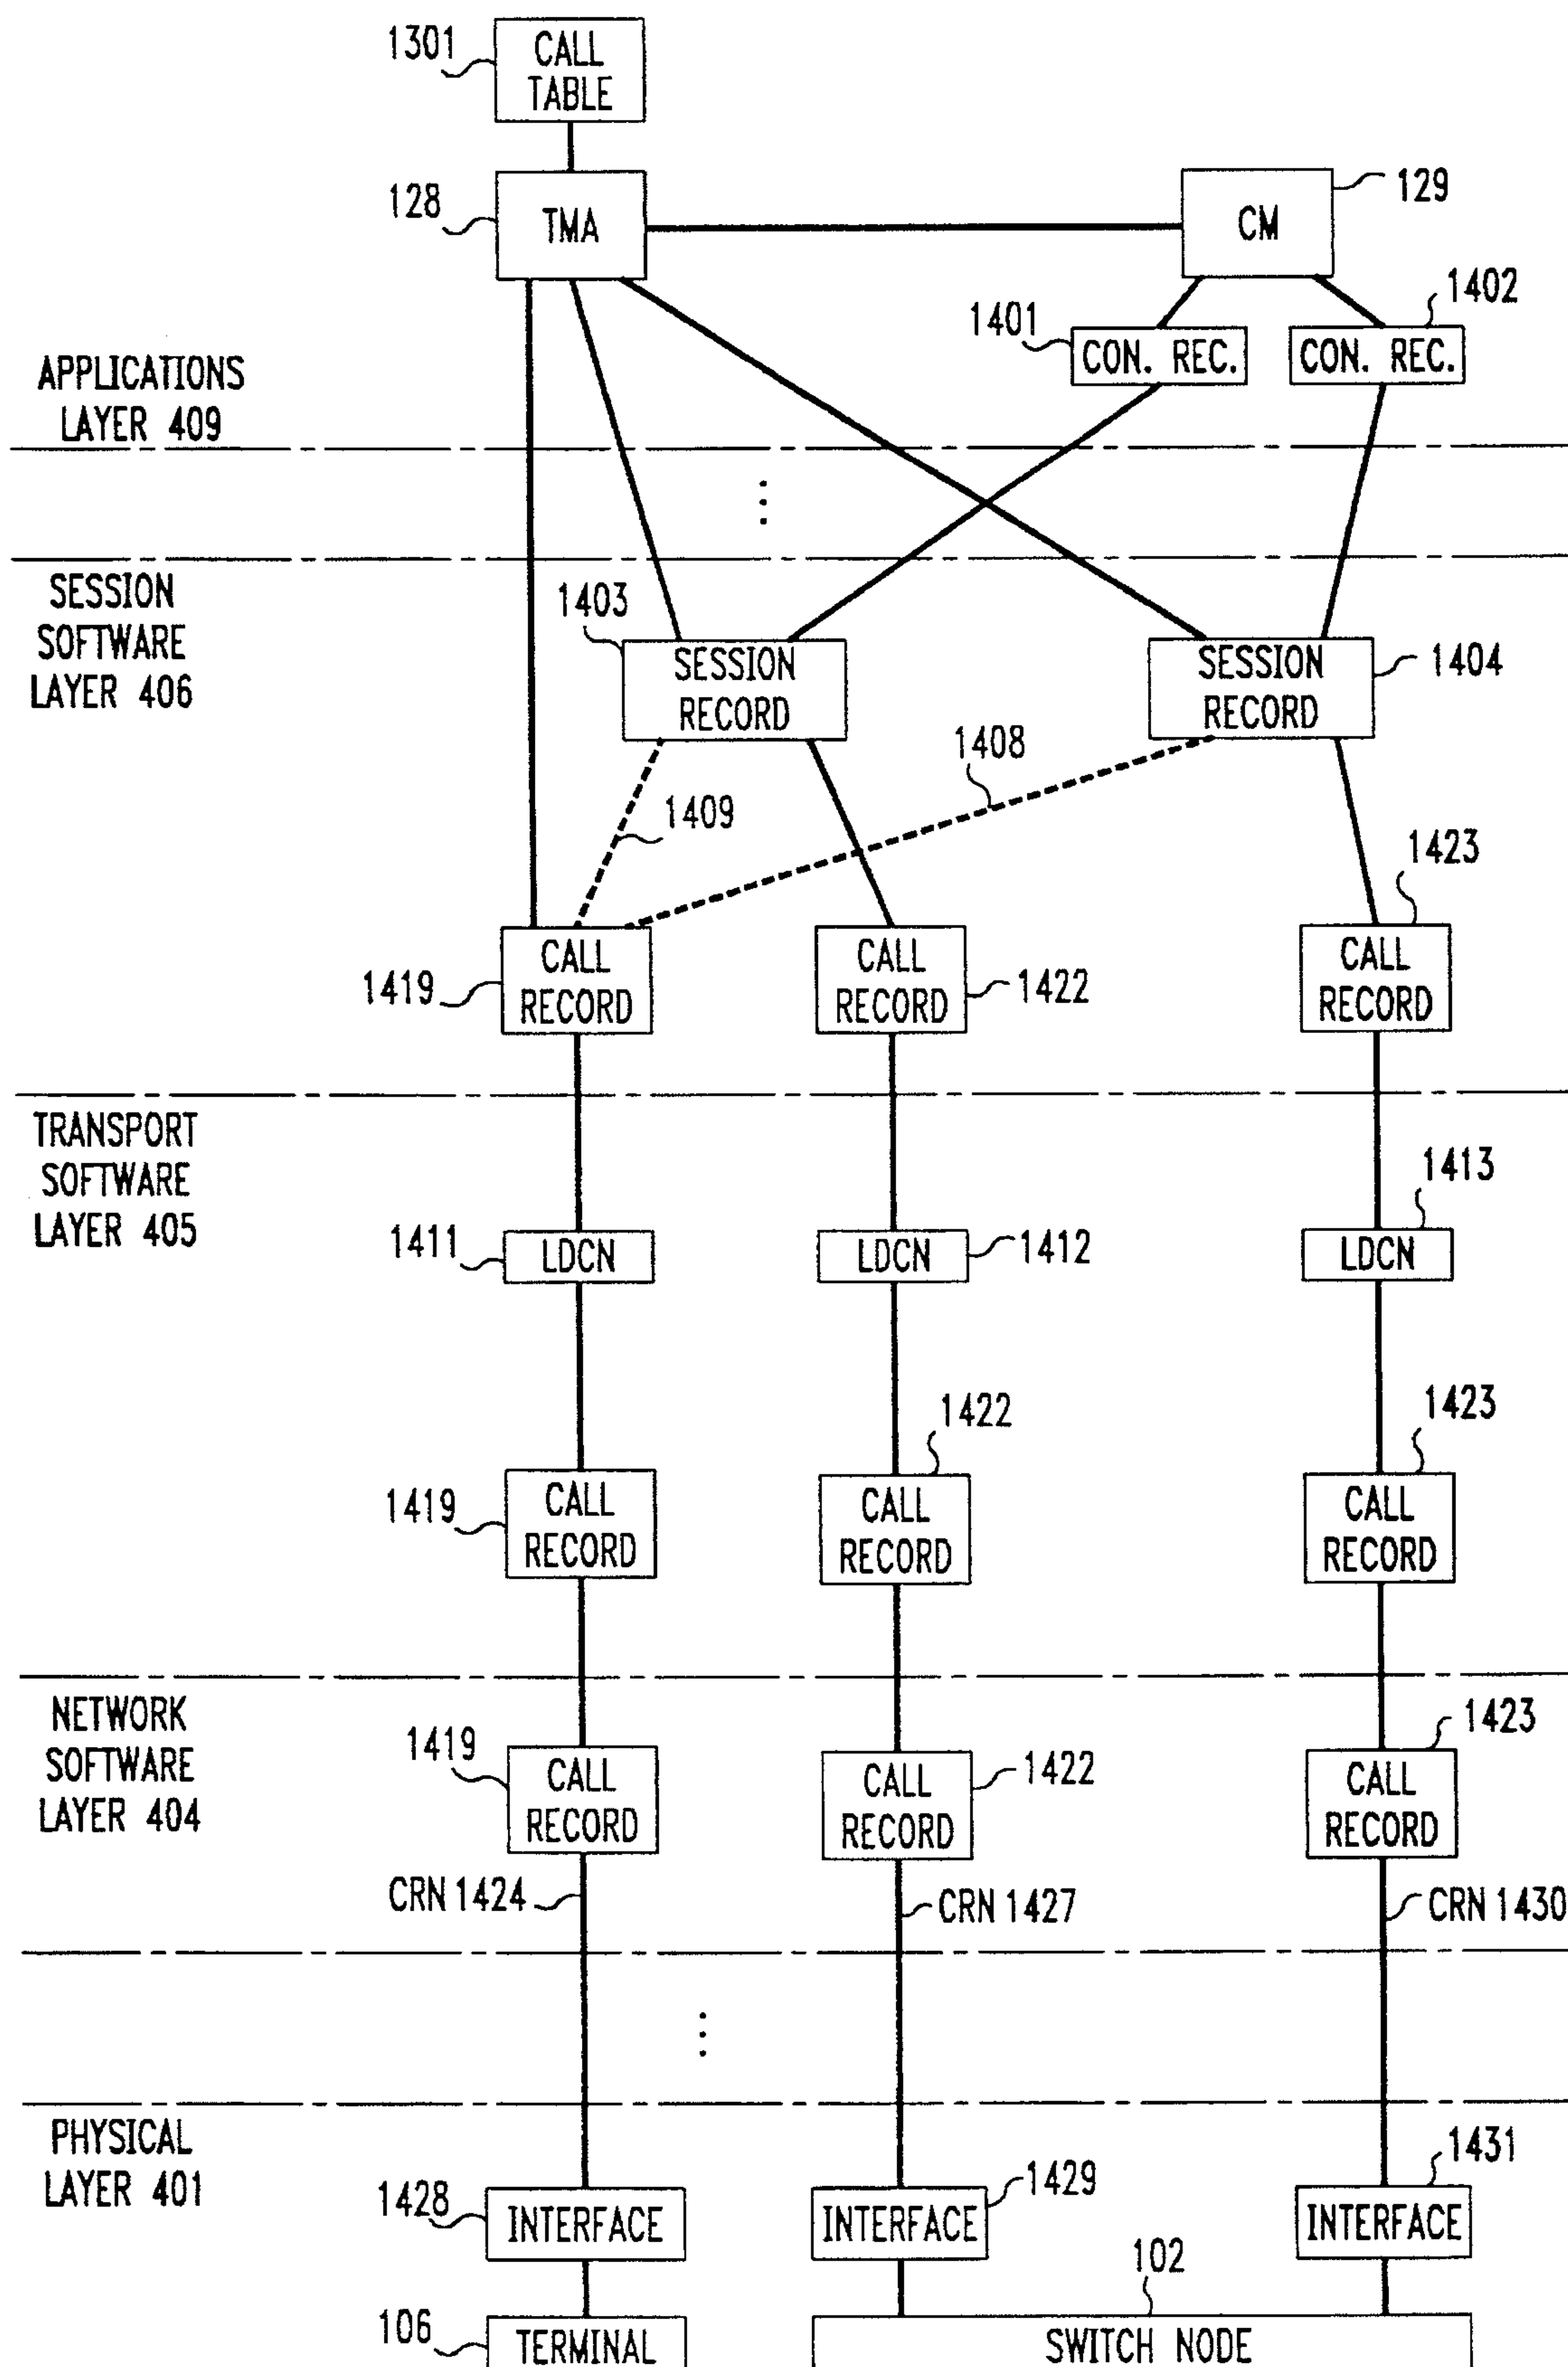 1301
CALL
TABLE
128
TMA
CM
129
1401
CON. REC.
1402
CON. REC.
APPLICATIONS
LAYER 409
SESSION
SOFTWARE
LAYER 406
1403
SESSION
RECORD
SESSION
RECORD
1404
1408
1409
1419
CALL
RECORD
CALL
RECORD
1422
1423
CALL
RECORD
TRANSPORT
SOFTWARE
LAYER 405
1411
LDCN
LDCN
1412
1413
LDCN
1419
CALL
RECORD
1422
CALL
RECORD
1423
CALL
RECORD
NETWORK
SOFTWARE
LAYER 404
1419
CALL
RECORD
CALL
RECORD
1422
1423
CALL
RECORD
CRN 1424
CRN 1427
CRN 1430
PHYSICAL
LAYER 401
1428
INTERFACE
INTERFACE
1429
1431
INTERFACE
106
TERMINAL
102
SWITCH NODE